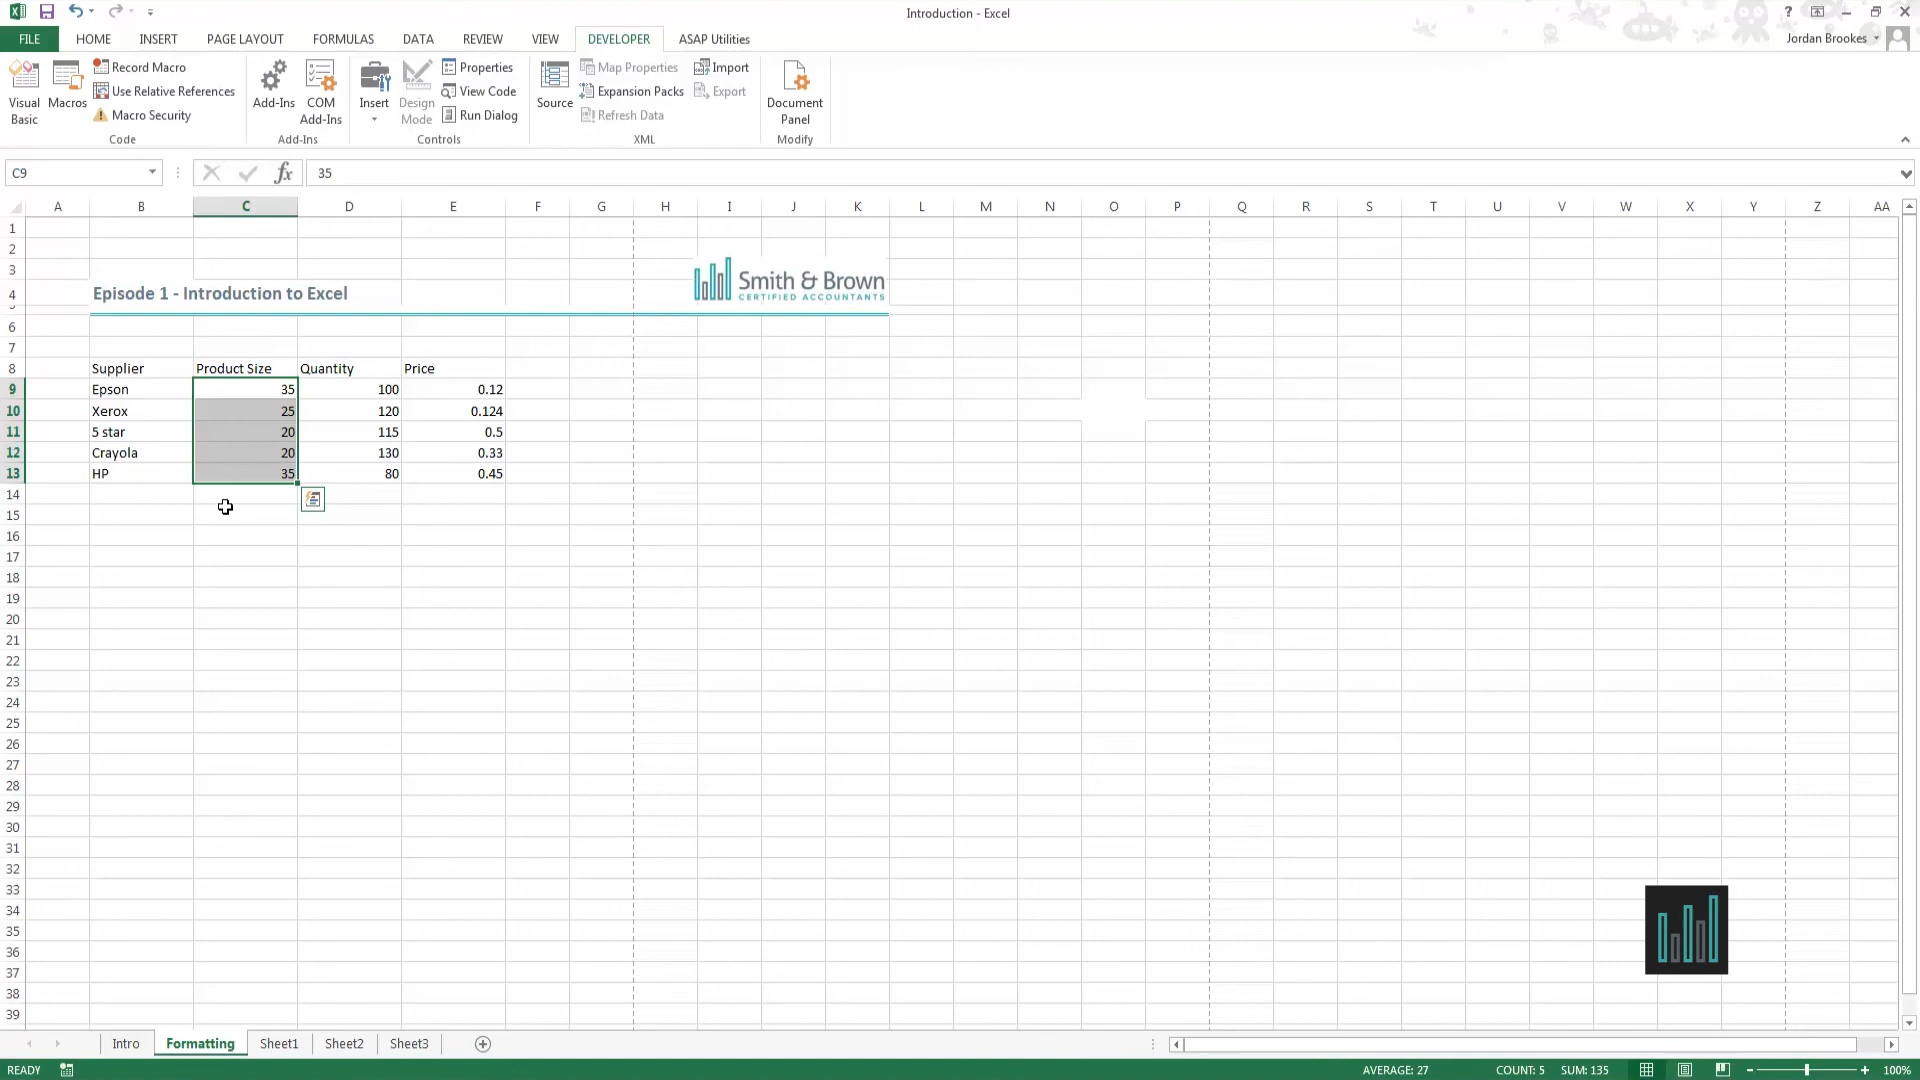 Introduction - Excel
?
FILE HOME INSERT PAGE LAYOUT FORMULAS DATA REVIEW VIEW DEVELOPER ASAP Utilities Jordan Brookes
Visual Basic
Macros
Record Macro
Use Relative References
Macro Security
Code
Add-Ins
COM Add-Ins
Add-Ins
Insert
Design Mode
Properties
View Code
Run Dialog
Controls
Source
Map Properties
Expansion Packs
Refresh Data
Import
Export
XML
Document Panel
Modify
C9 fx 35
A B C D E F G H I J K L M N O P Q R S T U V W X Y Z AA
1
2
3
4 Episode 1 - Introduction to Excel Smith & Brown
CERTIFIED ACCOUNTANTS
5
6
7
8 Supplier Product Size Quantity Price
9 Epson 35 100 0.12
10 Xerox 25 120 0.124
11 5 star 20 115 0.5
12 Crayola 20 130 0.33
13 HP 35 80 0.45
14
15
16
17
18
19
20
21
22
23
24
25
26
27
28
29
30
31
32
33
34
35
36
37
38
39
Intro Formatting Sheet1 Sheet2 Sheet3
READY AVERAGE: 27 COUNT: 5 SUM: 135 100%